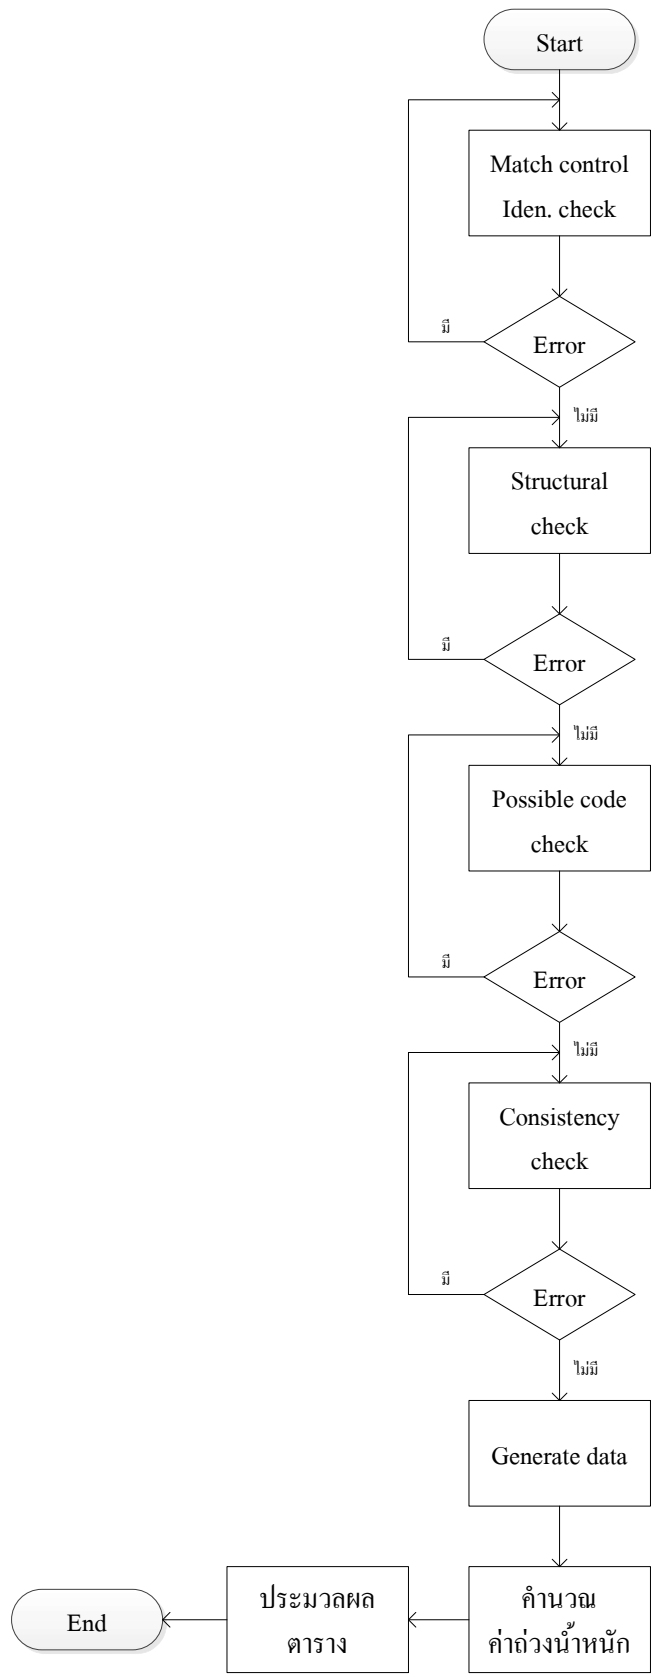 Start
Match control
Iden. check
มี
Error
ไม่มี
Structural
check
มี
Error
ไม่มี
Possible code
check
มี
Error
ไม่มี
Consistency
check
มี
Error
ไม่มี
Generate data
คำนวณ
ค่าถ่วงน้ำหนัก
ประมวลผล
ตาราง
End